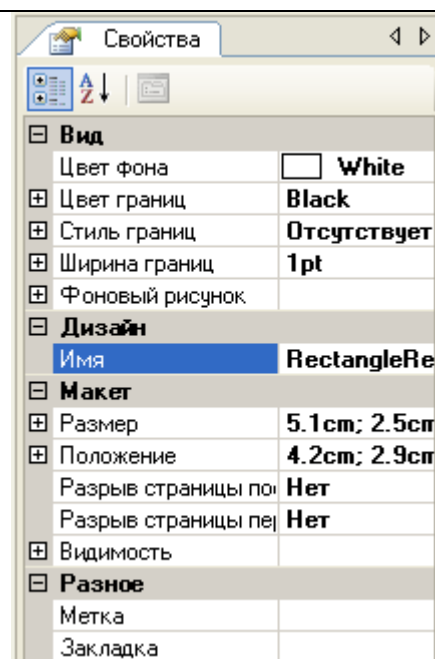 Свойства
A
Z
Вид
Цвет фона White
Цвет границ Black
Стиль границ Отсутствует
Ширина границ 1pt
Фоновый рисунок
Дизайн
Имя RectangleRe
Макет
Размер 5.1cm; 2.5cm
Положение 4.2cm; 2.9cm
Разрыв страницы пос Нет
Разрыв страницы пер Нет
Видимость
Разное
Метка
Закладка